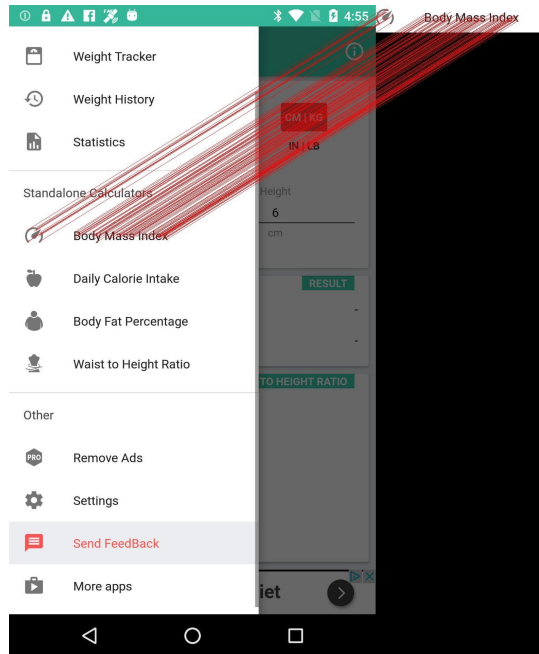 4:55
Body Mass Index
Weight Tracker
Weight History
CM | KG
Statistics
IN | LB
Standalone Calculators
Height
6
Body Mass Index
cm
Daily Calorie Intake
RESULT
-
Body Fat Percentage
-
Waist to Height Ratio
TO HEIGHT RATIO
Other
PRO
Remove Ads
Settings
Send FeedBack
More apps
iet